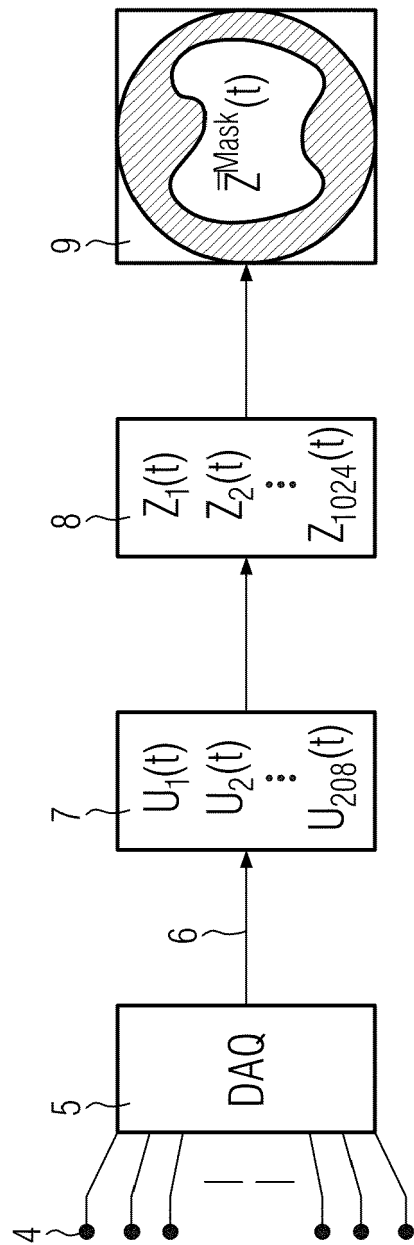 4
5
DAQ
6
7
U₁(t)
U₂(t)
⋮
U₂₀₈(t)
8
Z₁(t)
Z₂(t)
⋮
Z₁₀₂₄(t)
9
Z̿ᴹᵃˢᵏ(t)